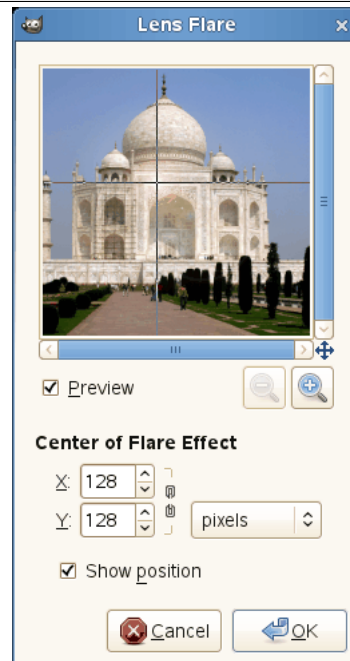 Lens Flare
Preview
Center of Flare Effect
X: 128
Y: 128 pixels
Show position
Cancel OK